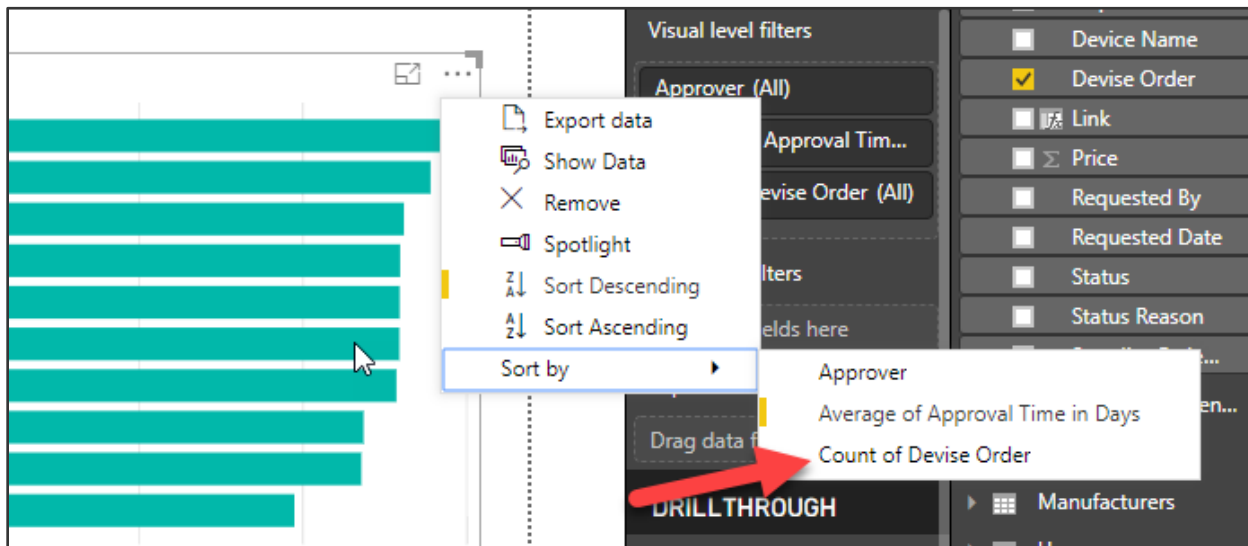 Visual level filters
Approver (All)
Approval Tim...
evise Order (All)
lters
elds here
Drag data f
DRILLTHROUGH
Export data
Show Data
Remove
Spotlight
Sort Descending
Sort Ascending
Sort by
Approver
Average of Approval Time in Days
Count of Devise Order
Device Name
Devise Order
Link
Price
Requested By
Requested Date
Status
Status Reason
en...
Manufacturers